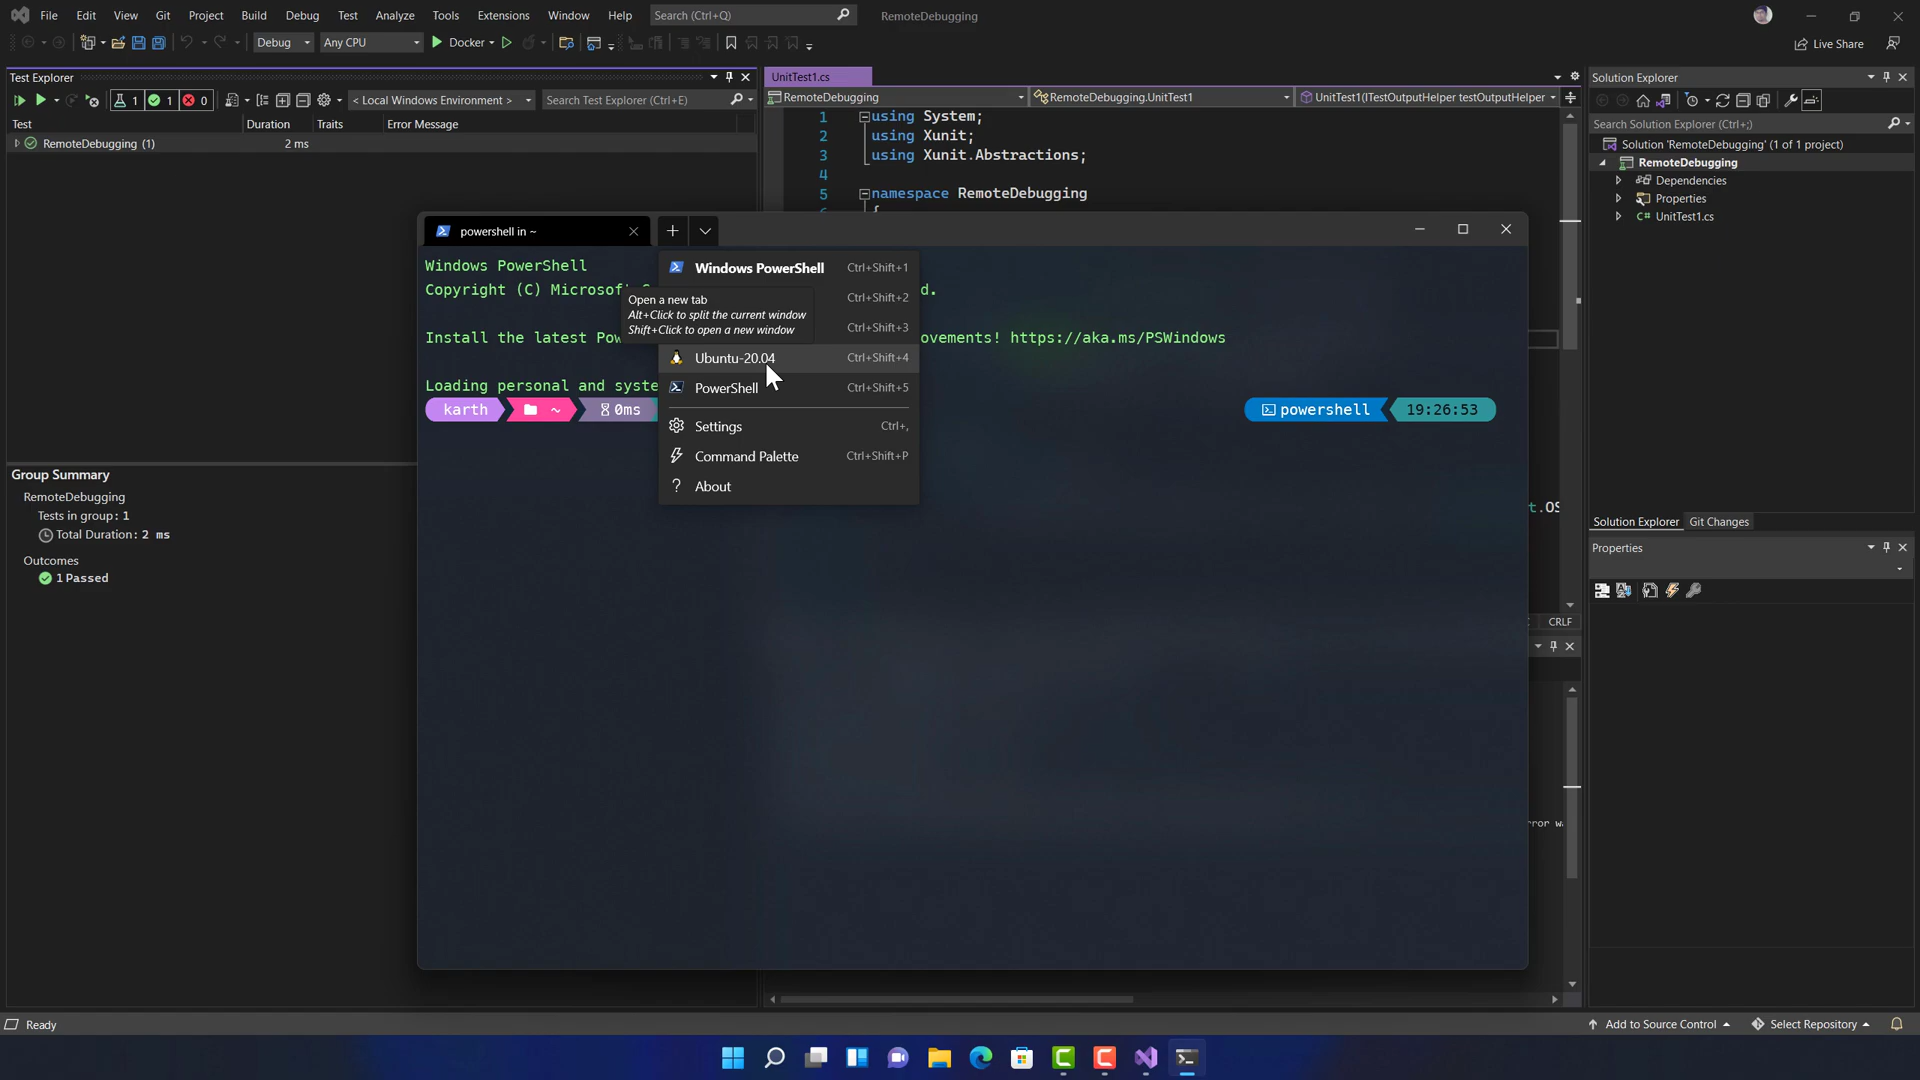 File Edit View Git Project Build Debug Test Analyze Tools Extensions Window Help Search (Ctrl+Q) RemoteDebugging
Debug Any CPU Docker Live Share
Test Explorer
1 1 0 < Local Windows Environment > Search Test Explorer (Ctrl+E)
Test Duration Traits Error Message
RemoteDebugging (1) 2 ms
Group Summary
RemoteDebugging
Tests in group: 1
Total Duration: 2 ms
Outcomes
1 Passed
UnitTest1.cs
RemoteDebugging RemoteDebugging.UnitTest1 UnitTest1(ITestOutputHelper testOutputHelper
1 using System;
2 using Xunit;
3 using Xunit.Abstractions;
4
5 namespace RemoteDebugging
{
powershell in ~
Windows PowerShell
Copyright (C) Microsof d.
Install the latest Pow ovements! https://aka.ms/PSWindows
Loading personal and syste
karth ~ 0ms powershell 19:26:53
Windows PowerShell Ctrl+Shift+1
Ctrl+Shift+2
Ctrl+Shift+3
Open a new tab
Alt+Click to split the current window
Shift+Click to open a new window
Ubuntu-20.04 Ctrl+Shift+4
PowerShell Ctrl+Shift+5
Settings Ctrl+,
Command Palette Ctrl+Shift+P
? About
t.OS
CRLF
Solution Explorer
Search Solution Explorer (Ctrl+;)
Solution 'RemoteDebugging' (1 of 1 project)
RemoteDebugging
Dependencies
Properties
C# UnitTest1.cs
Solution Explorer Git Changes
Properties
Ready
Add to Source Control Select Repository